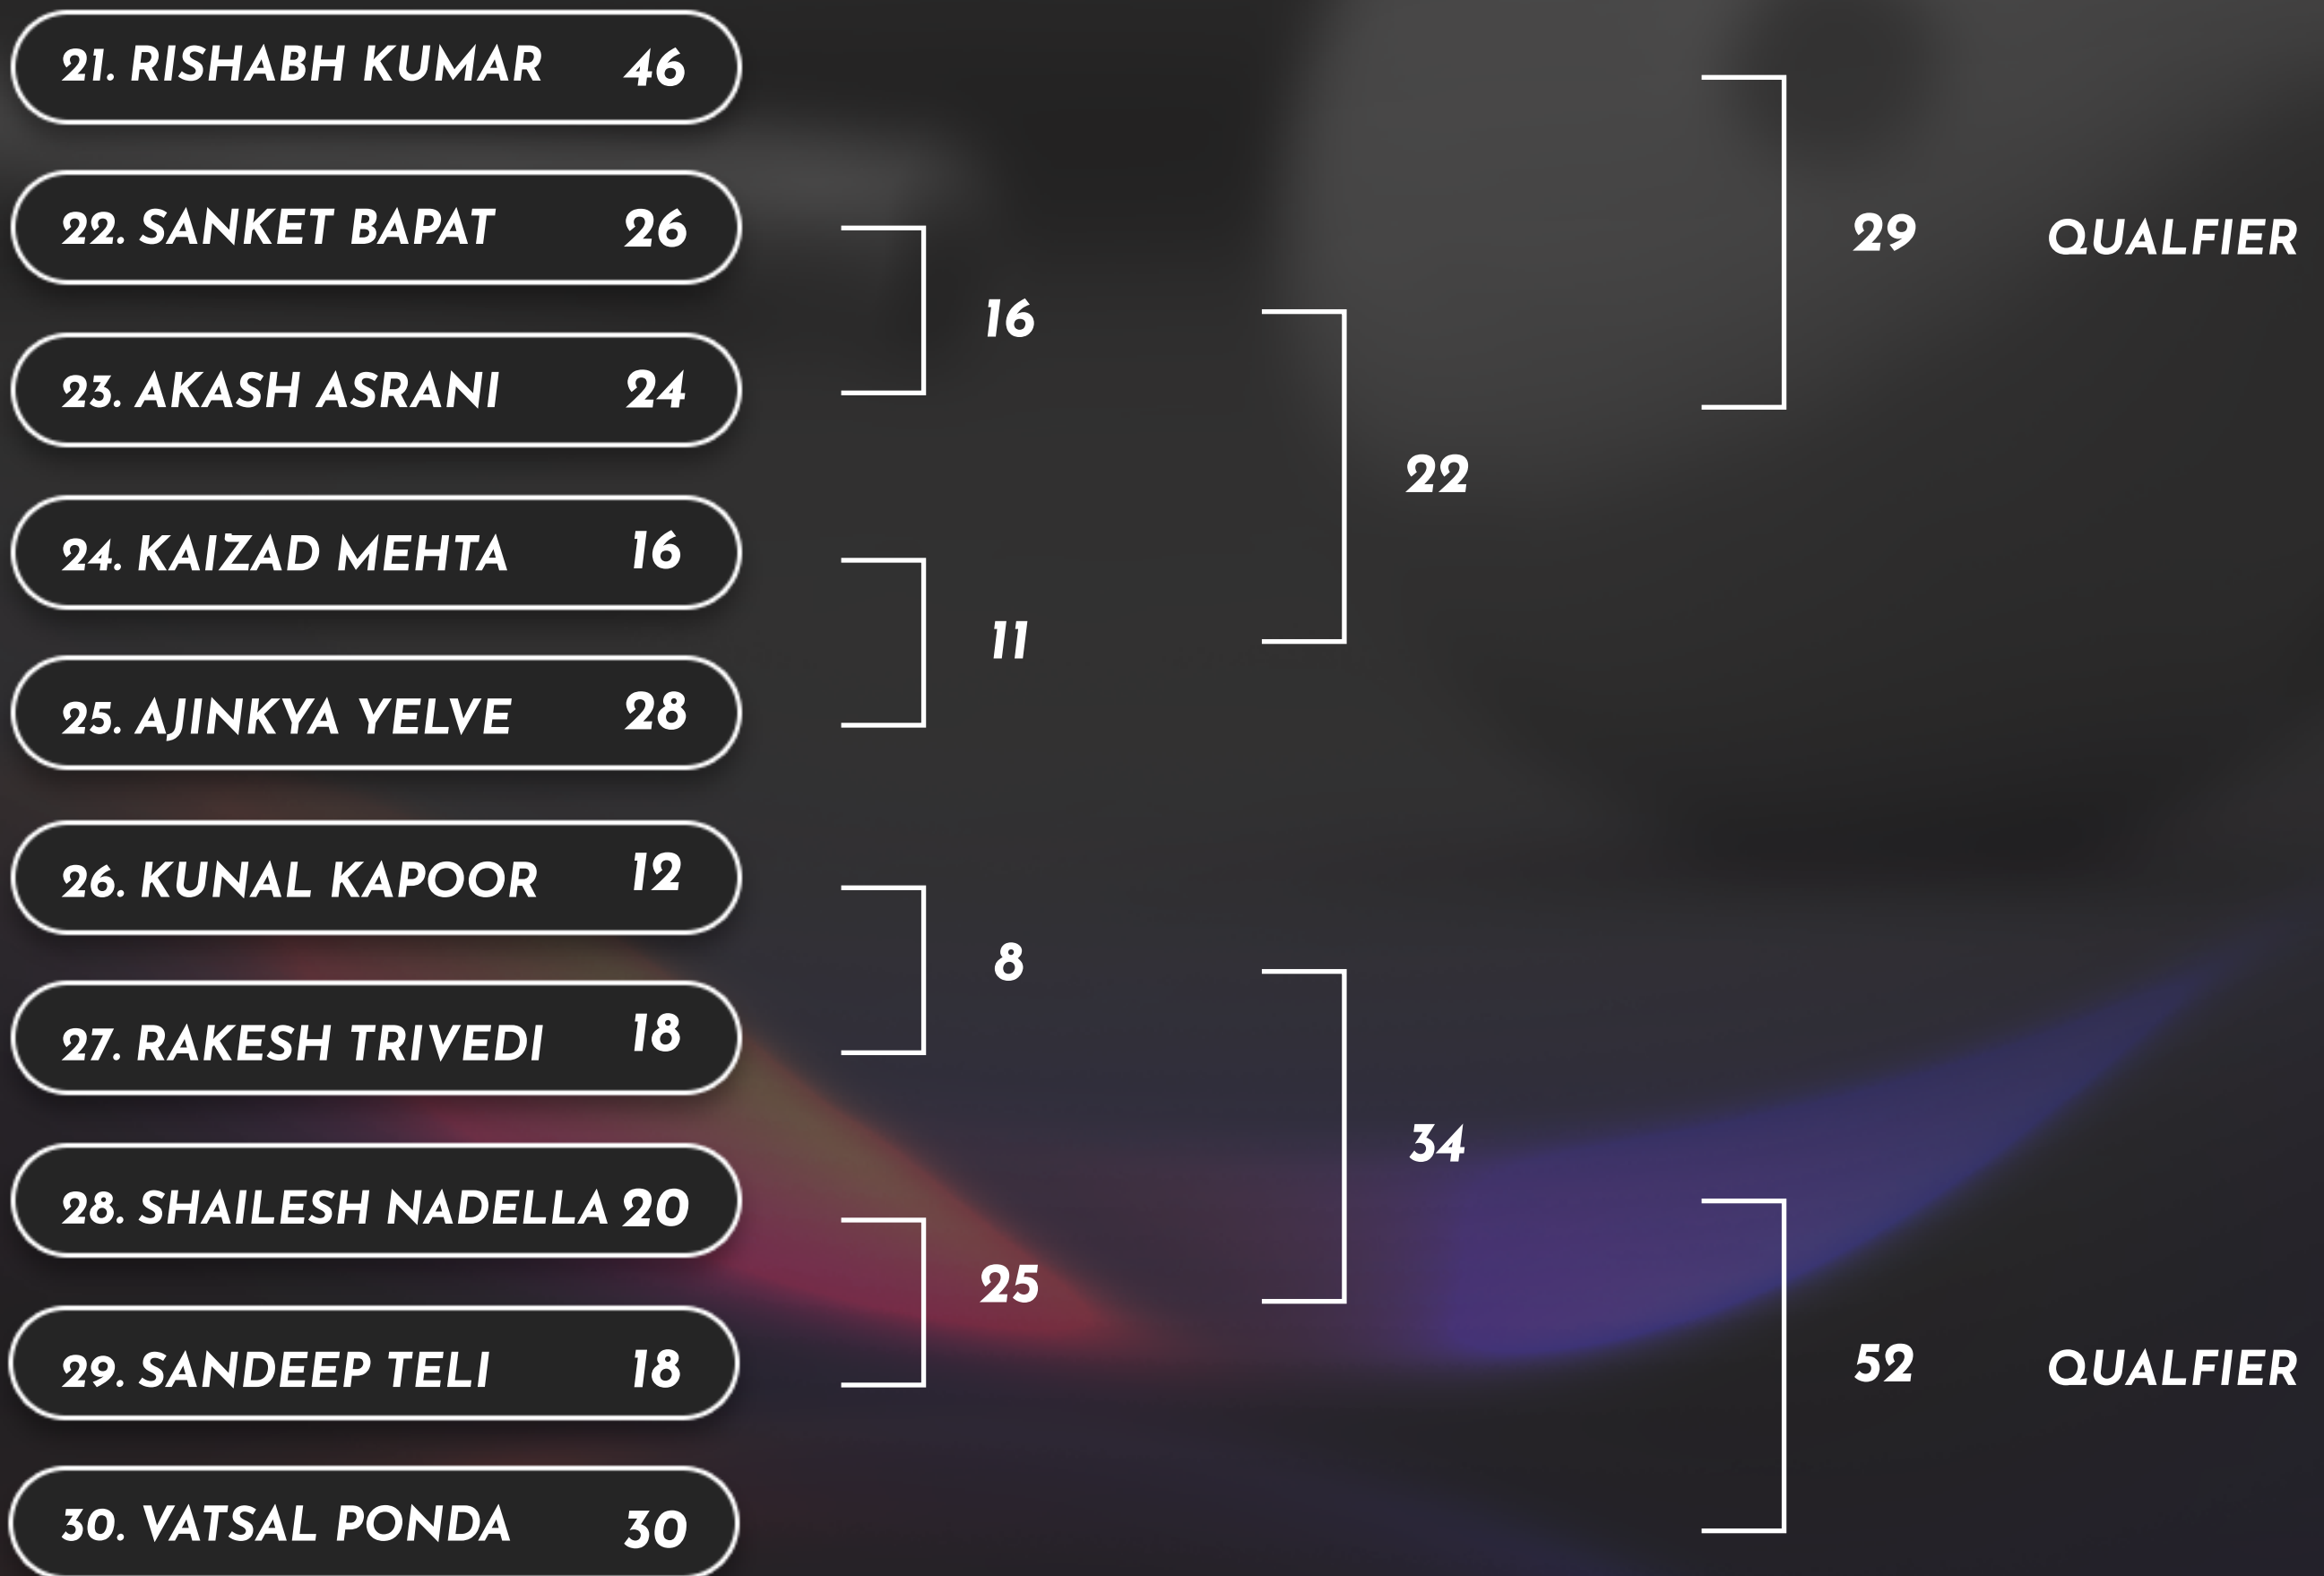 21. RISHABH KUMAR 46
22. SANKET BAPAT 26
29 QUALFIER
16
23. AKASH ASRANI 24
22
24. KAIZAD MEHTA 16
11
25. AJINKYA YELVE 28
26. KUNAL KAPOOR 12
8
27. RAKESH TRIVEDI 18
34
28. SHAILESH NADELLA 20
25
29. SANDEEP TELI 18
52 QUALFIER
30. VATSAL PONDA 30